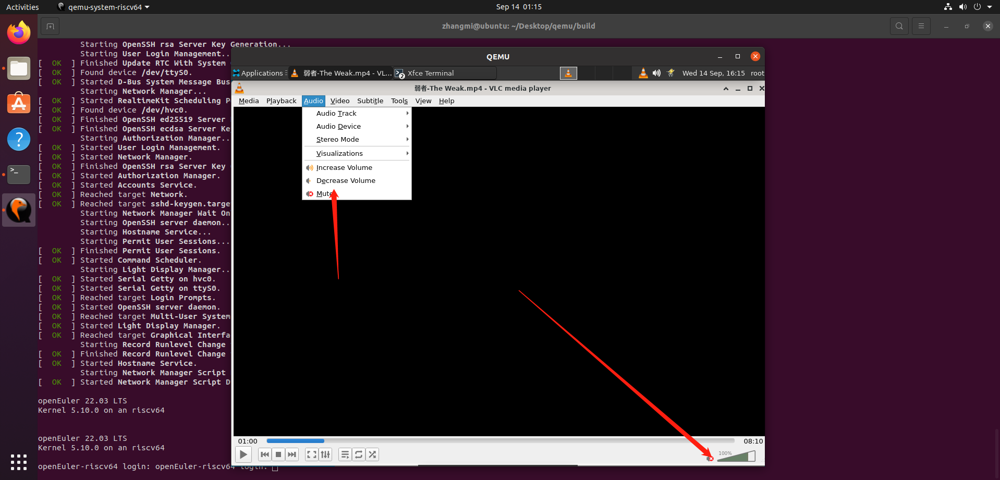 Activities
qemu-system-riscv64
Sep 14 01:15
zhangmi@ubuntu: ~/Desktop/qemu/build
Starting OpenSSH rsa Server Key Generation...
Starting User Login Management..
[ OK ] Finished Update RTC With System
[ OK ] Found device /dev/ttyS0.
[ OK ] Started D-Bus System Message Bus
Starting Network Manager...
[ OK ] Started RealtimeKit Scheduling P
[ OK ] Found device /dev/hvc0.
[ OK ] Finished OpenSSH ed25519 Server
[ OK ] Finished OpenSSH ecdsa Server Ke
Starting Authorization Manager..
[ OK ] Started User Login Management.
[ OK ] Started Network Manager.
[ OK ] Finished OpenSSH rsa Server Key
[ OK ] Started Authorization Manager.
[ OK ] Started Accounts Service.
[ OK ] Reached target Network.
[ OK ] Reached target sshd-keygen.targe
Starting Network Manager Wait On
Starting OpenSSH server daemon..
Starting Hostname Service...
Starting Permit User Sessions...
[ OK ] Finished Permit User Sessions.
[ OK ] Started Command Scheduler.
Starting Light Display Manager..
[ OK ] Started Serial Getty on hvc0.
[ OK ] Started Serial Getty on ttyS0.
[ OK ] Reached target Login Prompts.
[ OK ] Started OpenSSH server daemon.
[ OK ] Reached target Multi-User System
[ OK ] Started Light Display Manager.
[ OK ] Reached target Graphical Interfa
Starting Record Runlevel Change
[ OK ] Finished Record Runlevel Change
[ OK ] Started Hostname Service.
Starting Network Manager Script
[ OK ] Started Network Manager Script D
openEuler 22.03 LTS
Kernel 5.10.0 on an riscv64
openEuler 22.03 LTS
Kernel 5.10.0 on an riscv64
openEuler-riscv64 login: openEuler-riscv64 login:
QEMU
Applications
弱者-The Weak.mp4 - VL...
2
Xfce Terminal
Wed 14 Sep, 16:15
root
弱者-The Weak.mp4 - VLC media player
Media Playback Audio Video Subtitle Tools View Help
Audio Track
Audio Device
Stereo Mode
Visualizations
Increase Volume
Decrease Volume
Mute
01:00
08:10
100%